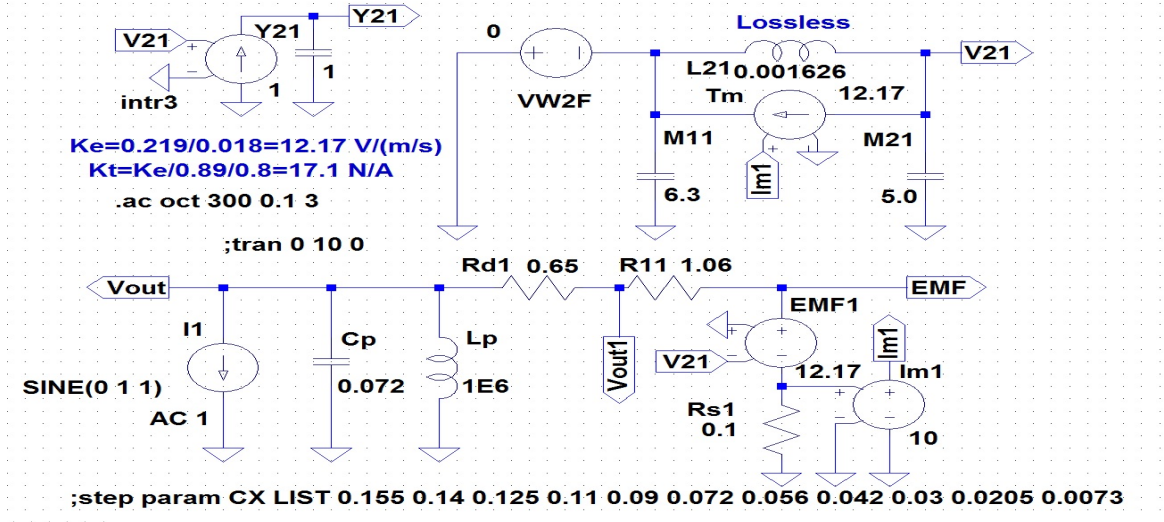 Y21
V21
Y21
+
−
1
1
intr3
0
+ −
VW2F
Lossless
L21 0.001626
V21
Tm
12.17
M11
M21
+
Im1
6.3
5.0
Ke=0.219/0.018=12.17 V/(m/s)
Kt=Ke/0.89/0.8=17.1 N/A
.ac oct 300 0.1 3
;tran 0 10 0
Vout
Rd1 0.65
R11 1.06
EMF
I1
Cp
Lp
Vout1
EMF1
+ +
− −
V21
Im1
SINE(0 1 1)
0.072
1E6
12.17
Im1
AC 1
Rs1
0.1
+ +
− −
10
;step param CX LIST 0.155 0.14 0.125 0.11 0.09 0.072 0.056 0.042 0.03 0.0205 0.0073